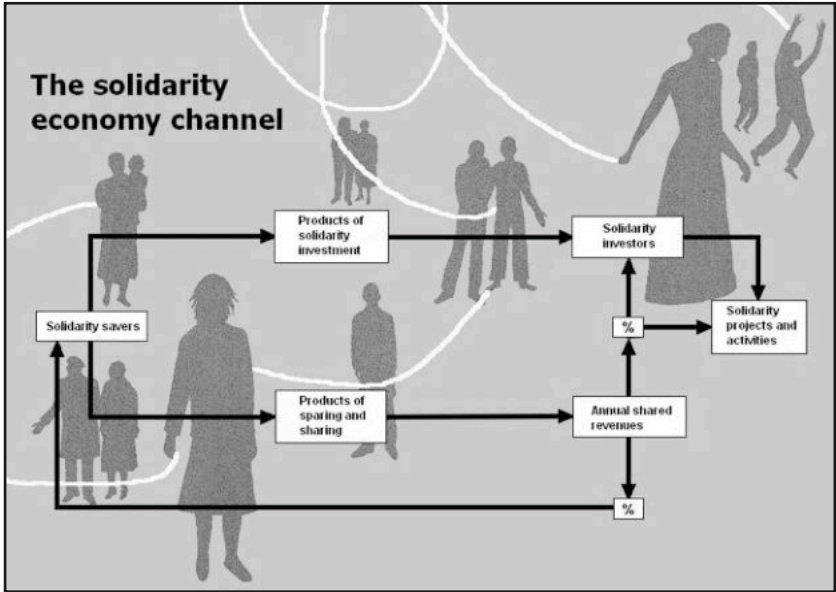 The solidarity
economy channel
Products of
solidarity
investment
Solidarity
investors
Solidarity savers
%
Solidarity
projects and
activities
Products of
sparing and
sharing
Annual shared
revenues
%